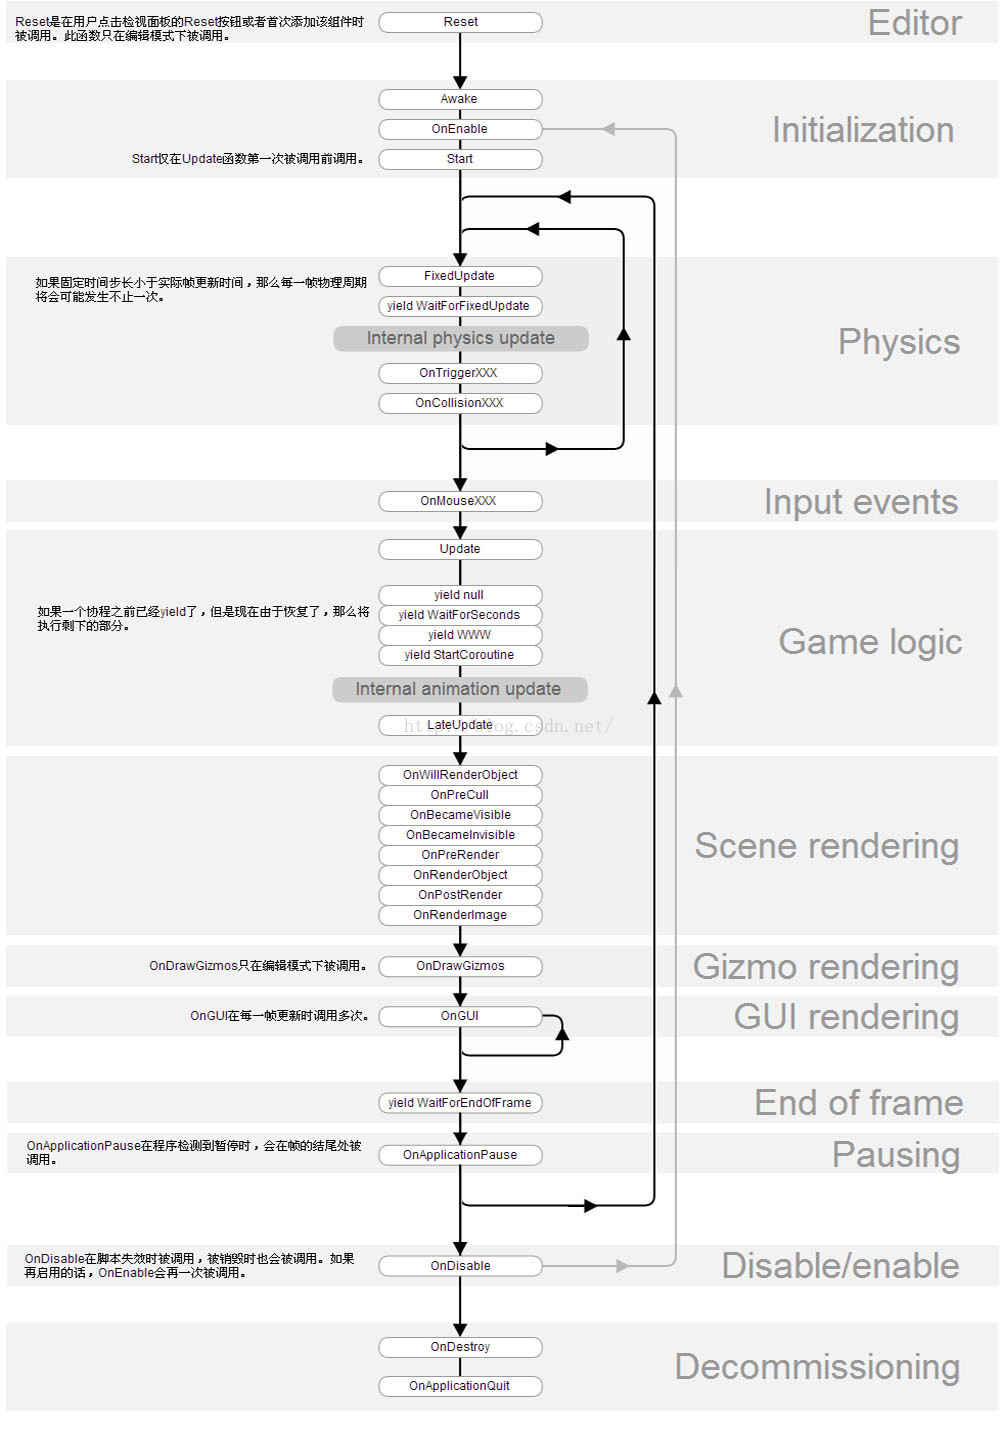 Reset
Editor
Reset是在用户点击检视面板的Reset按钮或者首次添加该组件时
被调用。此函数只在编辑模式下被调用。
Awake
OnEnable
Initialization
Start仅在Update函数第一次被调用前调用。
Start
FixedUpdate
如果固定时间步长小于实际帧更新时间，那么每一帧物理周期
将会可能发生不止一次。
yield WaitForFixedUpdate
Internal physics update
Physics
OnTriggerXXX
OnCollisionXXX
OnMouseXXX
Input events
Update
yield null
如果一个协程之前已经yield了，但是现在由于恢复了，那么将
执行剩下的部分。
yield WaitForSeconds
yield WWW
Game logic
yield StartCoroutine
Internal animation update
LateUpdate
http://blog.csdn.net/
OnWillRenderObject
OnPreCull
OnBecameVisible
OnBecameInvisible
Scene rendering
OnPreRender
OnRenderObject
OnPostRender
OnRenderImage
OnDrawGizmos只在编辑模式下被调用。
OnDrawGizmos
Gizmo rendering
OnGUI在每一帧更新时调用多次。
OnGUI
GUI rendering
yield WaitForEndOfFrame
End of frame
OnApplicationPause在程序检测到暂停时，会在帧的结尾处被
调用。
OnApplicationPause
Pausing
OnDisable在脚本失效时被调用，被销毁时也会被调用。如果
再启用的话，OnEnable会再一次被调用。
OnDisable
Disable/enable
OnDestroy
Decommissioning
OnApplicationQuit